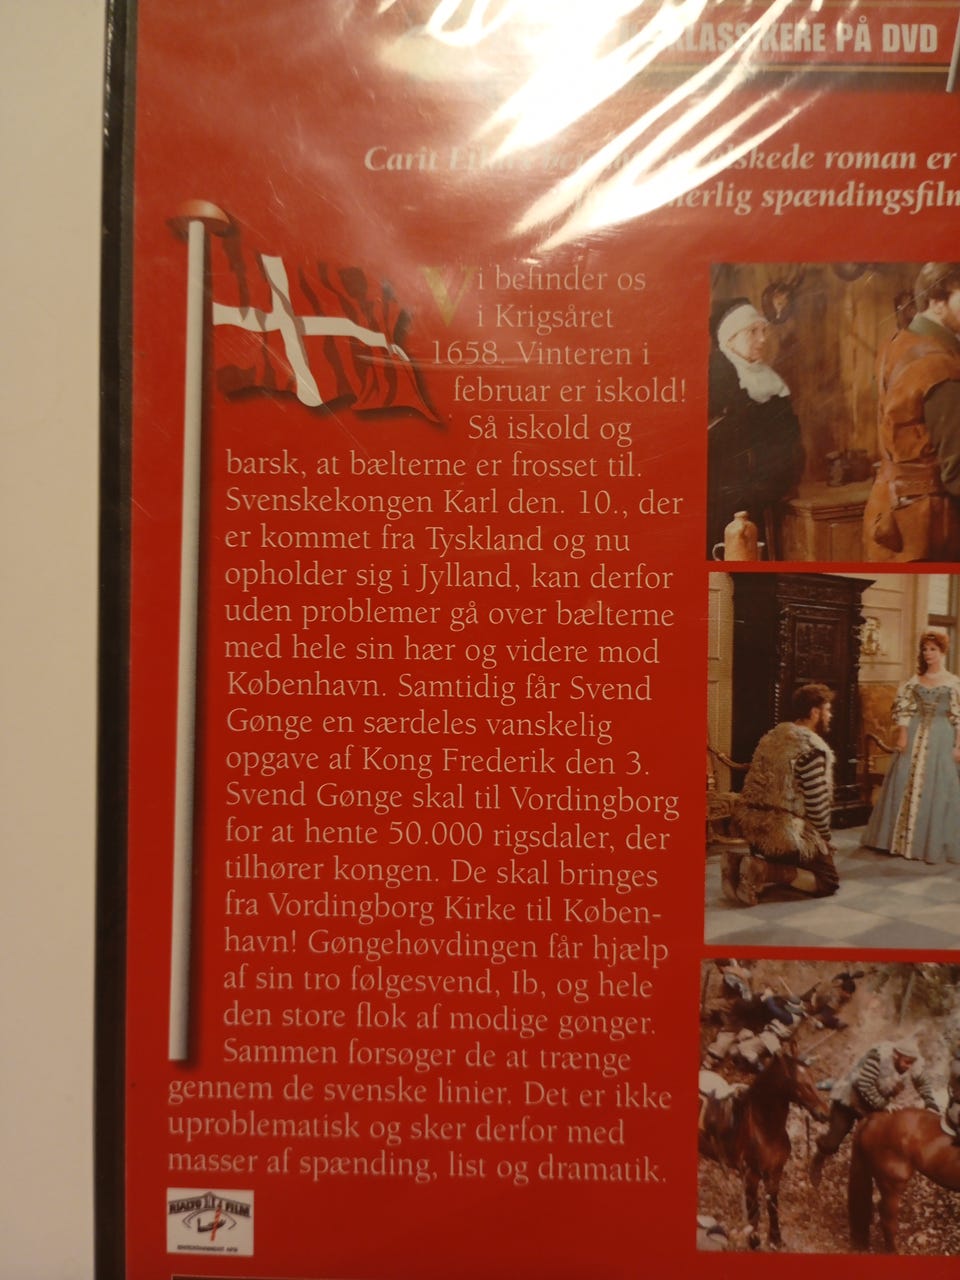 KLASSIKERE PÅ DVD
Carit elskede roman er
spændingsfilm
Vi befinder os
i Krigsåret
1658. Vinteren i
februar er iskold!
Så iskold og
barsk, at bælterne er frosset til.
Svenskekongen Karl den. 10., der
er kommet fra Tyskland og nu
opholder sig i Jylland, kan derfor
uden problemer gå over bælterne
med hele sin hær og videre mod
København. Samtidig får Svend
Gønge en særdeles vanskelig
opgave af Kong Frederik den 3.
Svend Gønge skal til Vordingborg
for at hente 50.000 rigsdaler, der
tilhører kongen. De skal bringes
fra Vordingborg Kirke til Køben-
havn! Gøngehøvdingen får hjælp
af sin tro følgesvend, Ib, og hele
den store flok af modige gønger.
Sammen forsøger de at trænge
gennem de svenske linier. Det er ikke
uproblematisk og sker derfor med
masser af spænding, list og dramatik.
RIALTO FILM